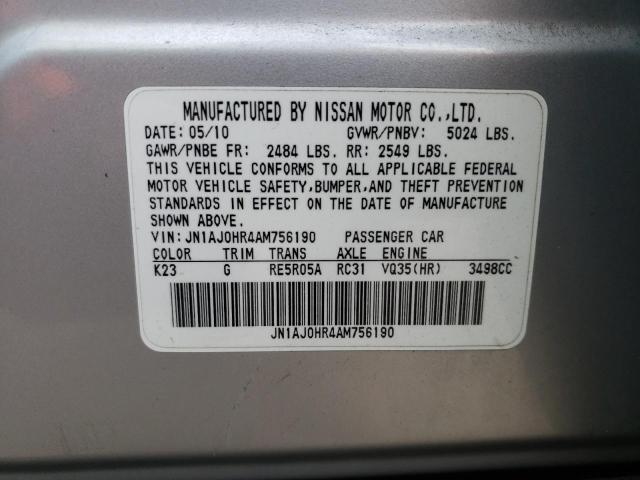 MANUFACTURED BY NISSAN MOTOR CO.,LTD.
DATE: 05/10 GVWR/PNBV: 5024 LBS.
GAWR/PNBE FR: 2484 LBS. RR: 2549 LBS.
THIS VEHICLE CONFORMS TO ALL APPLICABLE FEDERAL
MOTOR VEHICLE SAFETY,BUMPER,AND THEFT PREVENTION
STANDARDS IN EFFECT ON THE DATE OF MANUFACTURE
SHOWN ABOVE.
VIN:JN1AJ0HR4AM756190 PASSENGER CAR
COLOR TRIM TRANS AXLE ENGINE
K23 G RE5R05A RC31 VQ35(HR) 3498CC
JN1AJ0HR4AM756190